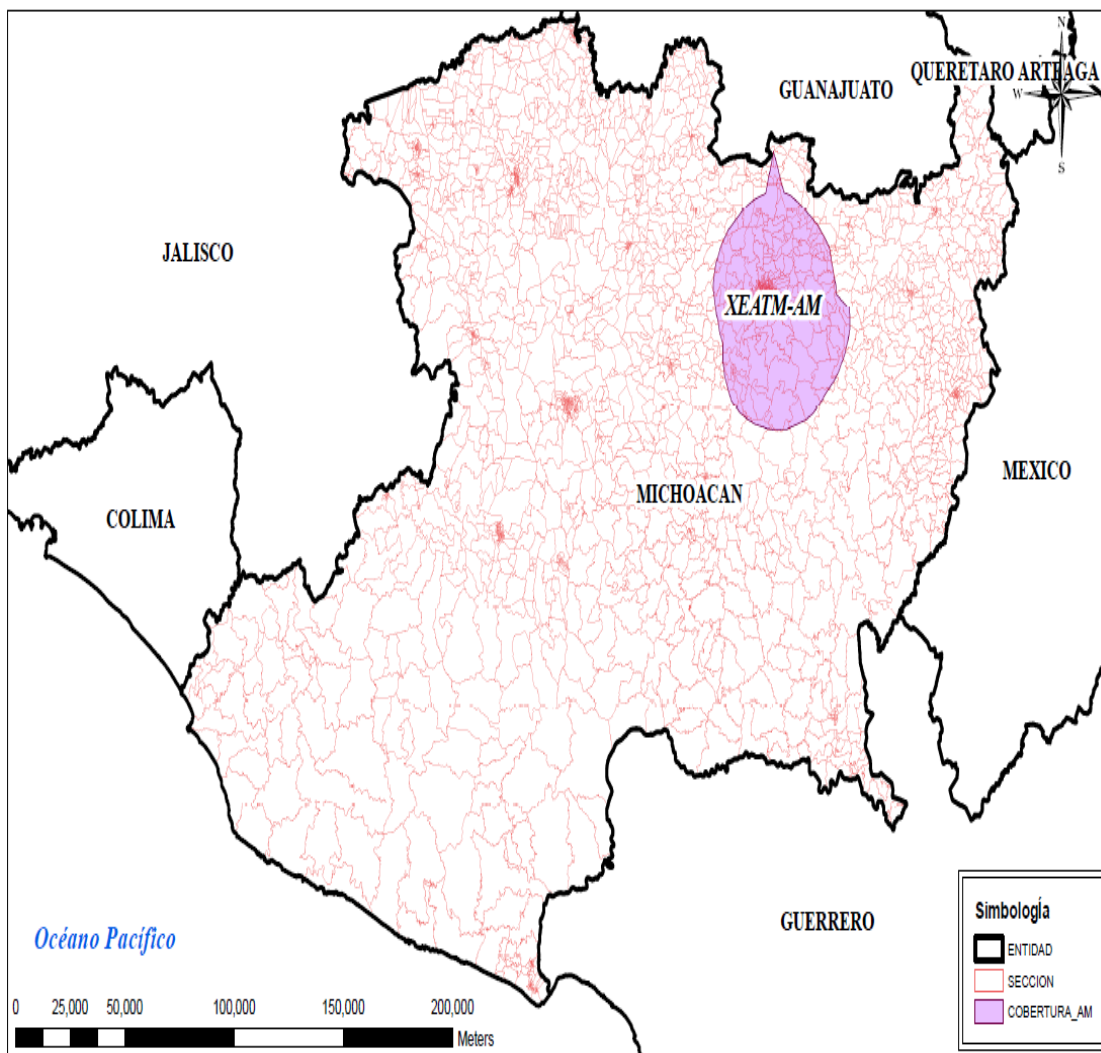 GUANAJUATO
QUERETARO ARTEAGA
N
W
S
JALISCO
XEATM-AM
MEXICO
MICHOACAN
COLIMA
GUERRERO
Océano Pacífico
0 25,000 50,000 100,000 150,000 200,000
Meters
Simbología
ENTIDAD
SECCION
COBERTURA_AM